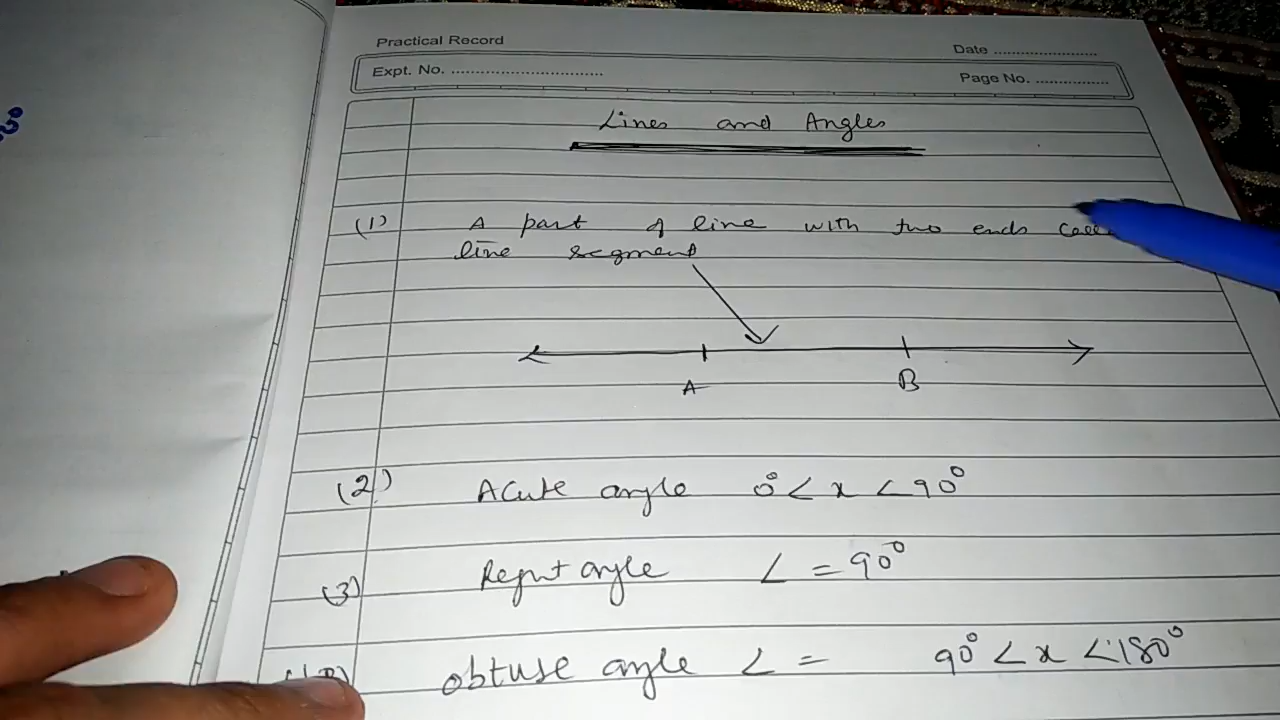 Practical Record
Date
Expt. No.
Page No.
Lines and Angles
(1) A part of line with two ends
line segment
A B
(2) Acute angle 0° < x < 90°
(3) angle ∠ = 90°
obtuse angle ∠ = 90° < x < 180°